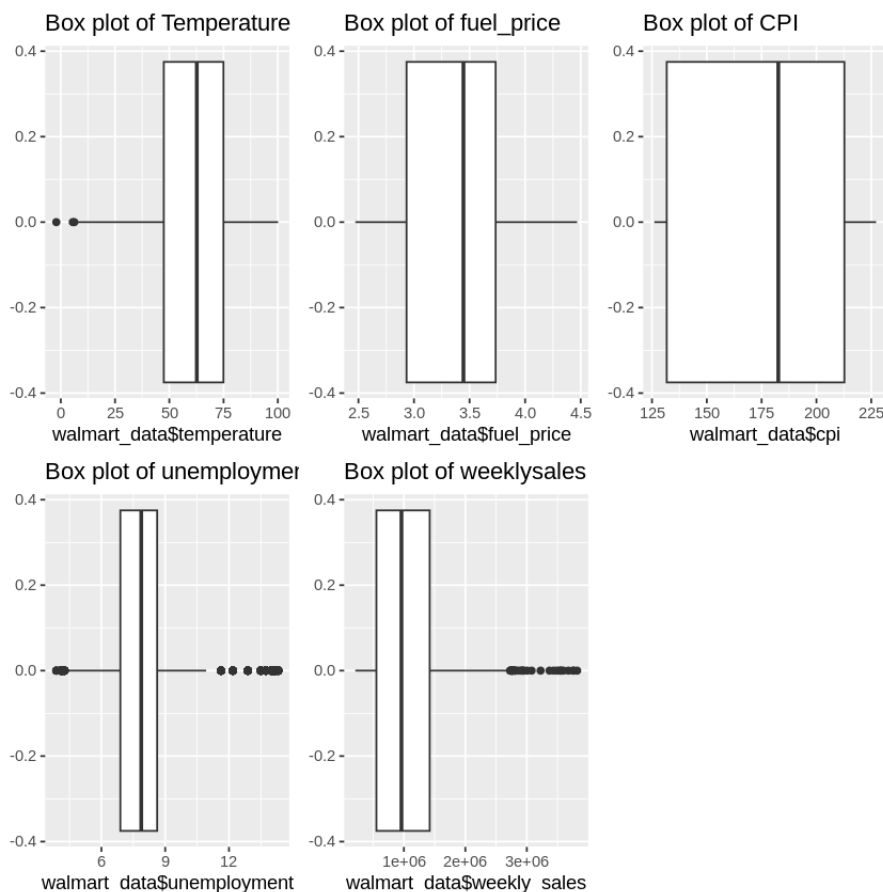 Box plot of Temperature
0.4
0.2
0.0
-0.2
-0.4
0 25 50 75 100
walmart_data$temperature
Box plot of fuel_price
0.4
0.2
0.0
-0.2
-0.4
2.5 3.0 3.5 4.0 4.5
walmart_data$fuel_price
Box plot of CPI
0.4
0.2
0.0
-0.2
-0.4
125 150 175 200 225
walmart_data$cpi
Box plot of unemploymen
0.4
0.2
0.0
-0.2
-0.4
6 9 12
walmart_data$unemployment
Box plot of weeklysales
0.4
0.2
0.0
-0.2
-0.4
1e+06 2e+06 3e+06
walmart_data$weekly_sales